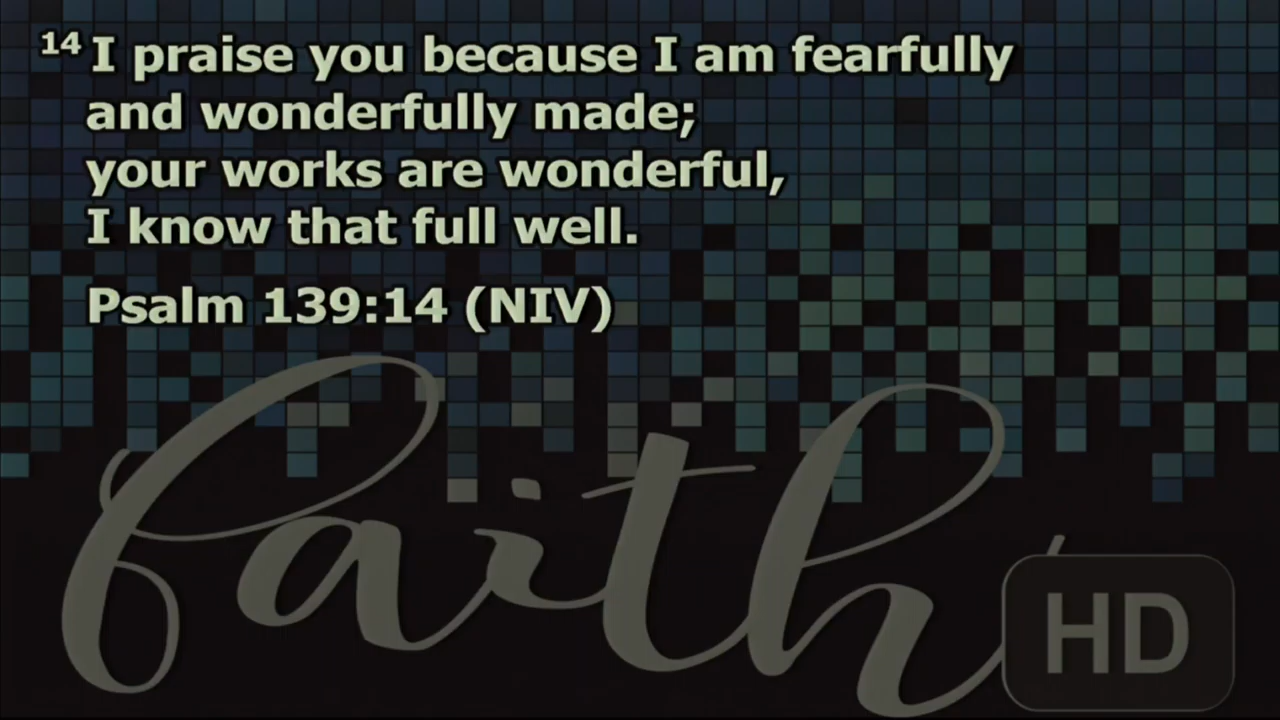 14 I praise you because I am fearfully
and wonderfully made;
your works are wonderful,
I know that full well.
Psalm 139:14 (NIV)
faith
HD